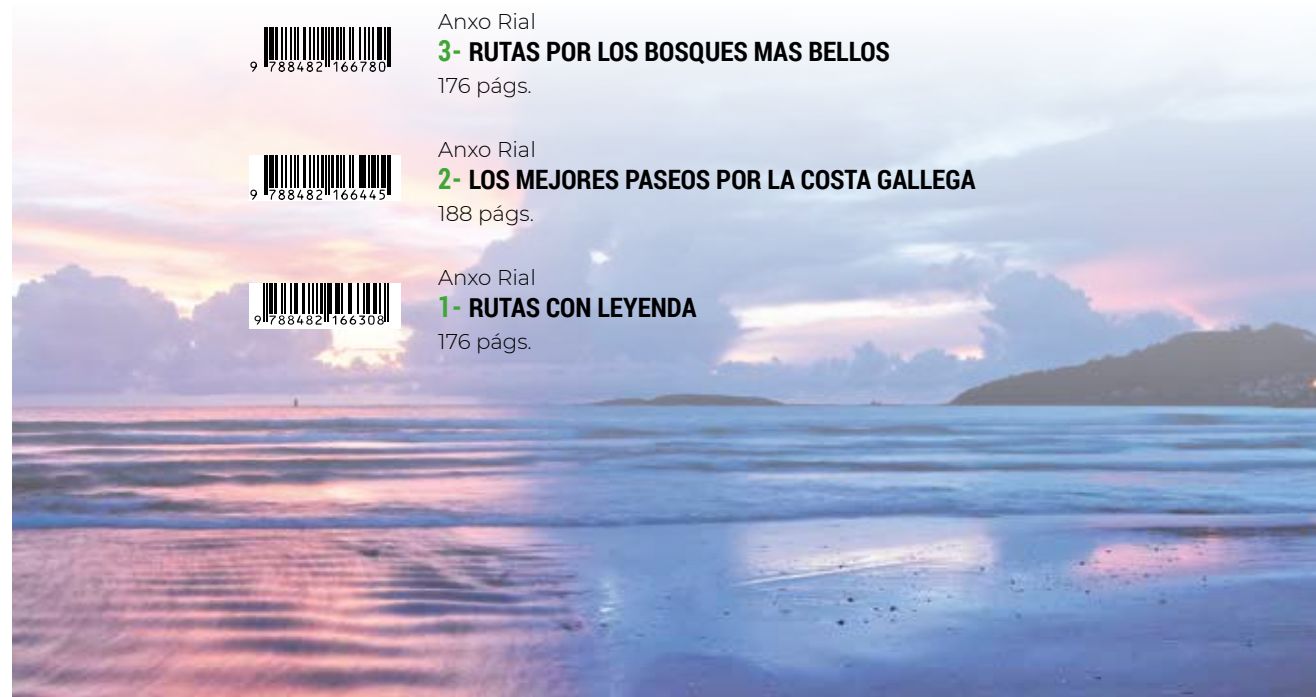 Anxo Rial
3- RUTAS POR LOS BOSQUES MAS BELLOS
176 págs.
9 788482 166780
Anxo Rial
2- LOS MEJORES PASEOS POR LA COSTA GALLEGA
188 págs.
9 788482 166445
Anxo Rial
1- RUTAS CON LEYENDA
176 págs.
9 788482 166308